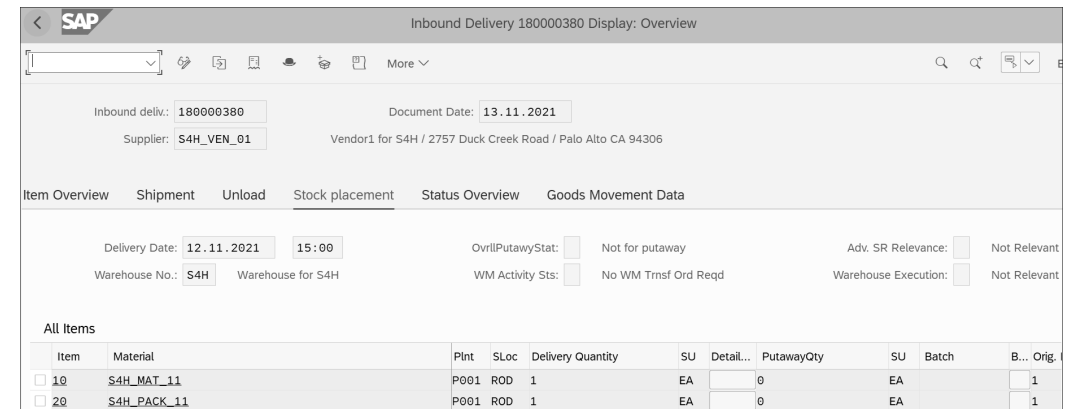 SAP Inbound Delivery 180000380 Display: Overview
More E
Inbound deliv.: 180000380 Document Date: 13.11.2021
Supplier: S4H_VEN_01 Vendor1 for S4H / 2757 Duck Creek Road / Palo Alto CA 94306
Item Overview Shipment Unload Stock placement Status Overview Goods Movement Data
Delivery Date: 12.11.2021 15:00 OvrllPutawyStat: Not for putaway Adv. SR Relevance: Not Relevant
Warehouse No.: S4H Warehouse for S4H WM Activity Sts: No WM Trnsf Ord Reqd Warehouse Execution: Not Relevant
All Items
Item Material Plnt SLoc Delivery Quantity SU Detail... PutawayQty SU Batch B... Orig.
10 S4H_MAT_11 P001 ROD 1 EA 0 EA 1
20 S4H_PACK_11 P001 ROD 1 EA 0 EA 1